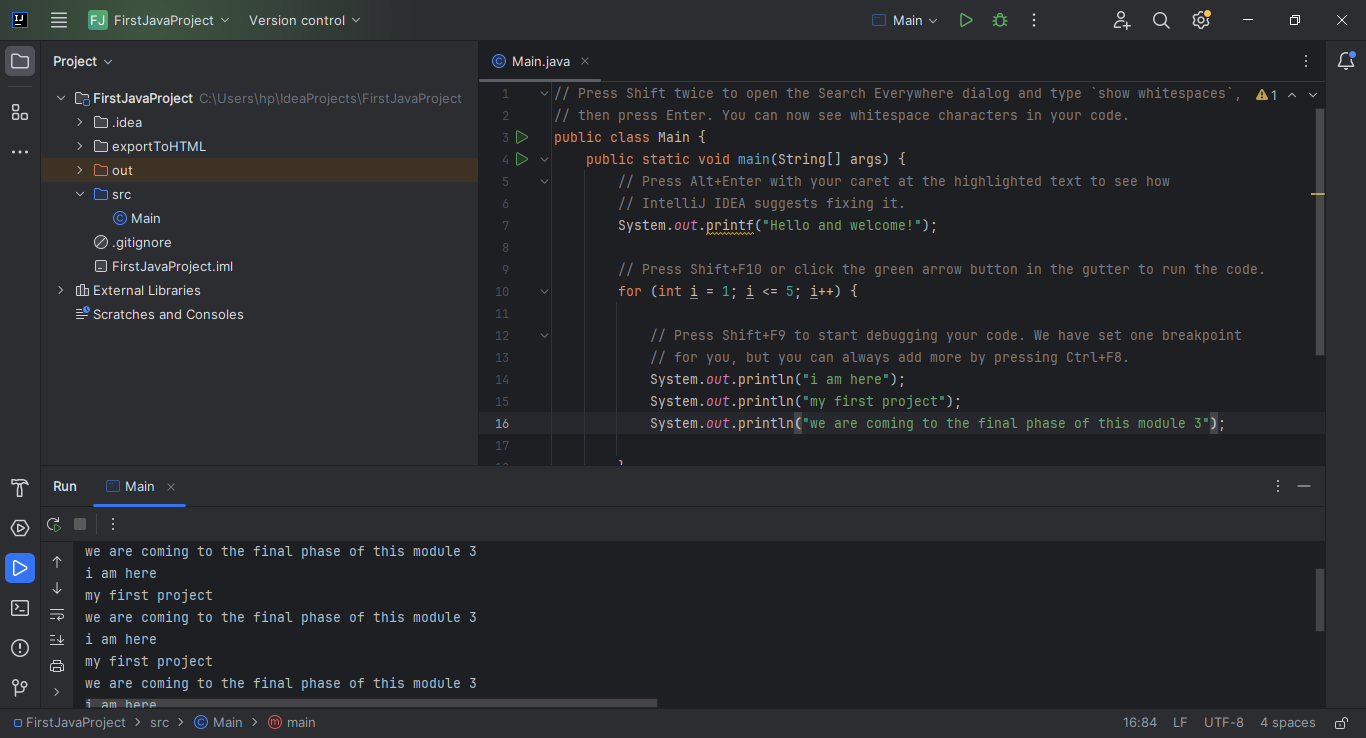 FJ FirstJavaProject Version control Main
Project
Main.java
FirstJavaProject C:\Users\hp\IdeaProjects\FirstJavaProject
.idea
exportToHTML
out
src
Main
.gitignore
FirstJavaProject.iml
External Libraries
Scratches and Consoles
1 // Press Shift twice to open the Search Everywhere dialog and type `show whitespaces`, 1
2 // then press Enter. You can now see whitespace characters in your code.
3 public class Main {
4 public static void main(String[] args) {
5 // Press Alt+Enter with your caret at the highlighted text to see how
6 // IntelliJ IDEA suggests fixing it.
7 System.out.printf("Hello and welcome!");
8
9 // Press Shift+F10 or click the green arrow button in the gutter to run the code.
10 for (int i = 1; i <= 5; i++) {
11
12 // Press Shift+F9 to start debugging your code. We have set one breakpoint
13 // for you, but you can always add more by pressing Ctrl+F8.
14 System.out.println("i am here");
15 System.out.println("my first project");
16 System.out.println("we are coming to the final phase of this module 3");
17
Run Main
we are coming to the final phase of this module 3
i am here
my first project
we are coming to the final phase of this module 3
i am here
my first project
we are coming to the final phase of this module 3
i am here
FirstJavaProject > src > Main > main 16:84 LF UTF-8 4 spaces